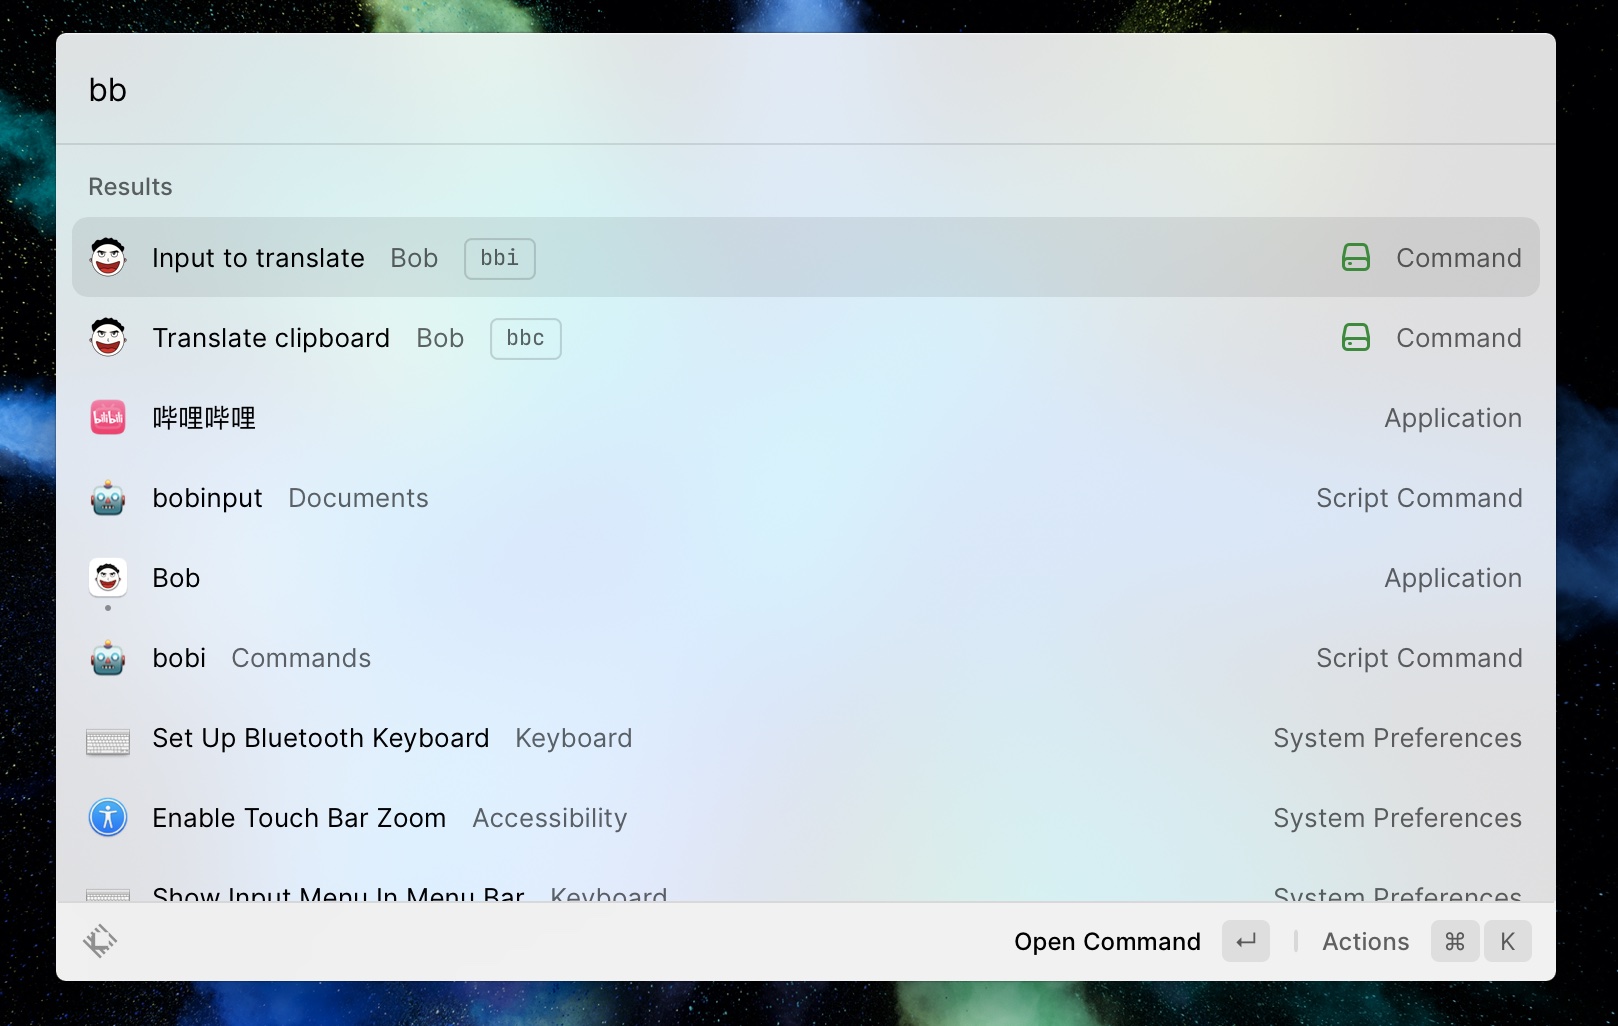 bb
Results
Input to translate Bob bbi Command
Translate clipboard Bob bbc Command
bilibili 哔哩哔哩 Application
bobinput Documents Script Command
Bob Application
bobi Commands Script Command
Set Up Bluetooth Keyboard Keyboard System Preferences
Enable Touch Bar Zoom Accessibility System Preferences
Show Input Menu In Menu Bar Keyboard System Preferences
Open Command ↵ Actions ⌘ K